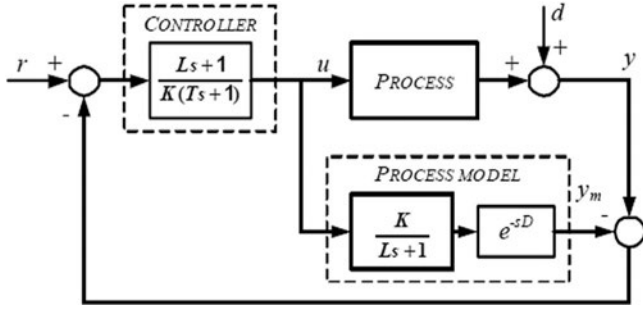 CONTROLLER
d
r
+
-
Ls+1
K(Ts+1)
u
PROCESS
+
+
y
PROCESS MODEL
K
Ls+1
e^{-sD}
y_m
-